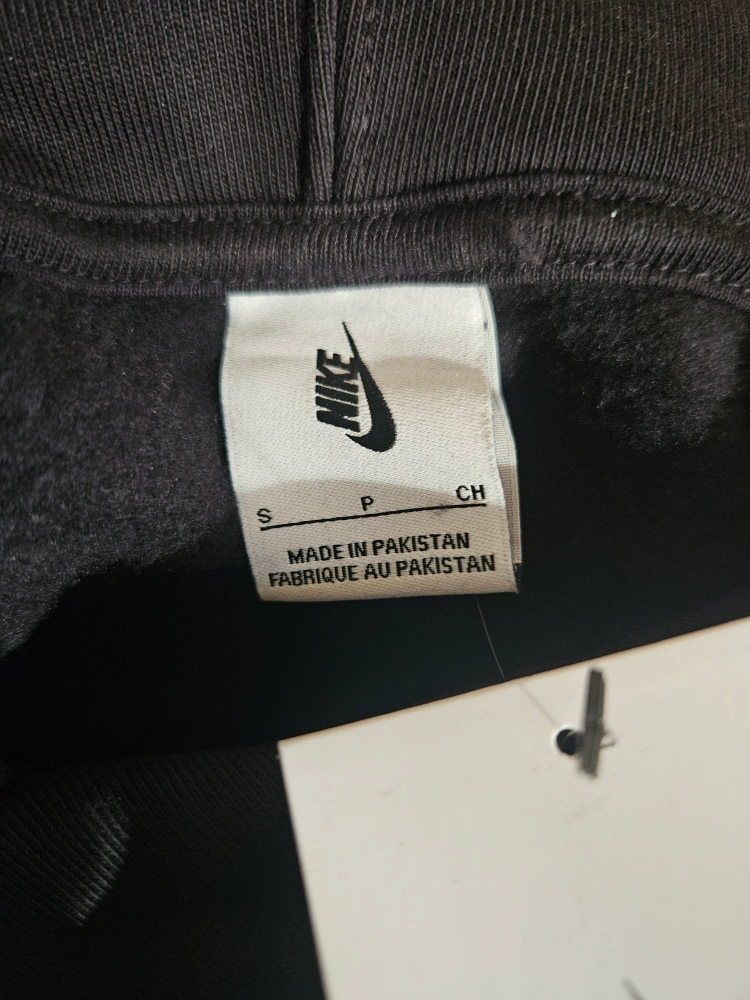 NIKE
S P CH
MADE IN PAKISTAN
FABRIQUE AU PAKISTAN